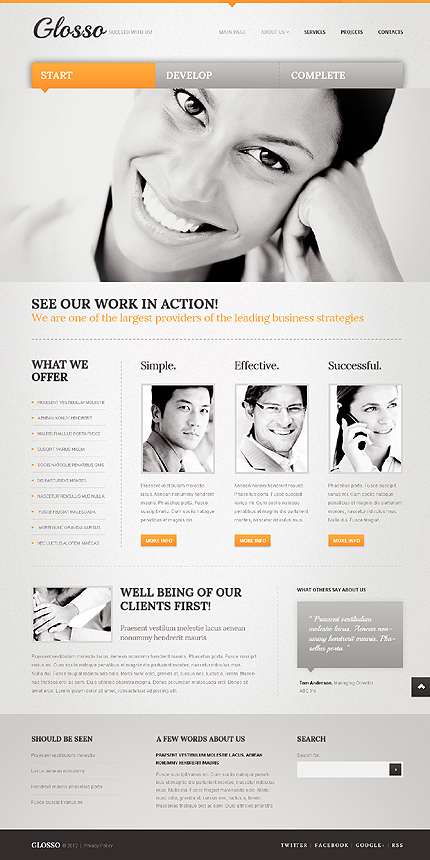 Glosso SUCCEED WITH US!
MAIN PAGE ABOUT US SERVICES PROJECTS CONTACTS
START DEVELOP COMPLETE
SEE OUR WORK IN ACTION!
We are one of the largest providers of the leading business strategies
WHAT WE
OFFER
PRAESENT VESTIBULUM MOLESTIE
AENEAN NONUMMY HENDRERIT
MAURIS PHASELLUS PORTA FUSCE
SUSCIPIT VARIUS MI CUM
SOCIIS NATOQUE PENATIBUS GNIS
DIS PARTURIENT MONTES
NASCETUR RIDICULUS MUS NULLA
FUSCE FEUGIAT MALESUADA
MORBI NUNC GRAVIDA CURSUS
NEC LUCTUS ALOREM MAECAS
Simple.
Praesent vestibulum molestie
lacus. Aenean nonummy hendrerit
mauris. Phasellus porta. Fusce
suscipit varius. Cum sociis natoque
penatibus et magnis dis.
MORE INFO
Effective.
Aenean nonummy hendrerit mauris.
Phasellus porta. Fusce suscipit
varius mi. Cum sociis natoque
penatibus et magnis dis parturient
montes, nascetur ridiculus mus.
MORE INFO
Successful.
Phasellus porta. Fusce suscipit
varius mi. Cum sociis natoque
penatibus et magnis dis parturient
montes, nascetur ridiculus mus.
Nulla dui. Fusce feugiat.
MORE INFO
WELL BEING OF OUR
CLIENTS FIRST!
Praesent vestilum molestie lacus aenean
nonummy hendrerit mauris
Praesent vestibulum molestie lacus. Aenean nonummy hendrerit mauris. Phasellus porta. Fusce suscipit
varius mi. Cum sociis natoque penatibus et magnis dis parturient montes, nascetur ridiculus mus.
Nulla dui. Fusce feugiat malesuada odio. Morbi nunc odio, gravida at, cursus nec, luctus a, lorem. Maece-
nas tristique orci ac sem. Duis ultricies pharetra magna. Donec accumsan malesuada orci. Donec sit
amet eros. Lorem ipsum dolor sit amet, consectetuer adipiscing elit.
WHAT OTHERS SAY ABOUT US
" Praesent vestibulum
molestie lacus. Aenean non-
ummy hendrerit mauris. Pha-
sellus porta. "
Tom Anderson, Managing Director
ABC Inc
SHOULD BE SEEN
Praesent vestibulum molestie
Lacus aenean nonummy
Hendrerit mauris phasellus porta
Fusce suscipit varius mi
A FEW WORDS ABOUT US
PRAESENT VESTIBULUM MOLESTIE LACUS. AENEAN
NONUMMY HENDRERIT MAURIS
Fusce suscipit varius mi. Cum sociis natoque penati-
bus et magnis dis parturient montes, nascetur ridiculus
mus. Nulla dui. Fusce feugiat malesuada odio. Morbi
nunc odio, gravida at, cursus nec, luctus a, lorem.
Maecenas tristique orci ac sem. Duis ultricies pharetra
SEARCH
Search for:
GLOSSO © 2012 | Privacy Policy
TWITTER | FACEBOOK | GOOGLE+ | RSS